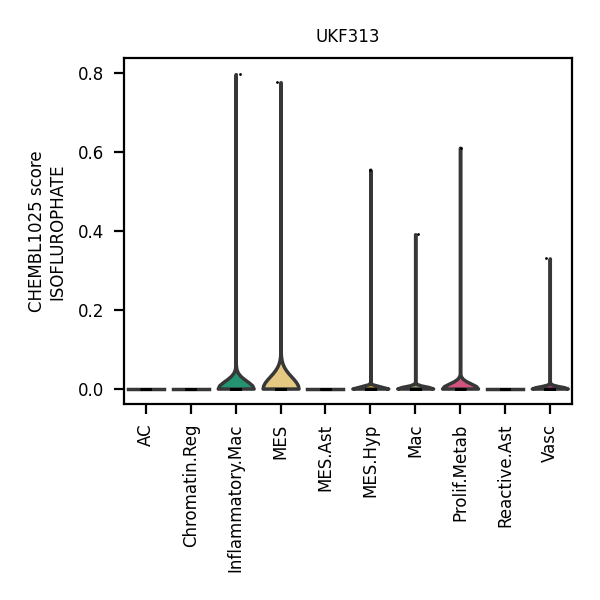 UKF313
CHEMBL1025 score
ISOFLUROPHATE
0.8
0.6
0.4
0.2
0.0
AC
Chromatin.Reg
Inflammatory.Mac
MES
MES.Ast
MES.Hyp
Mac
Prolif.Metab
Reactive.Ast
Vasc